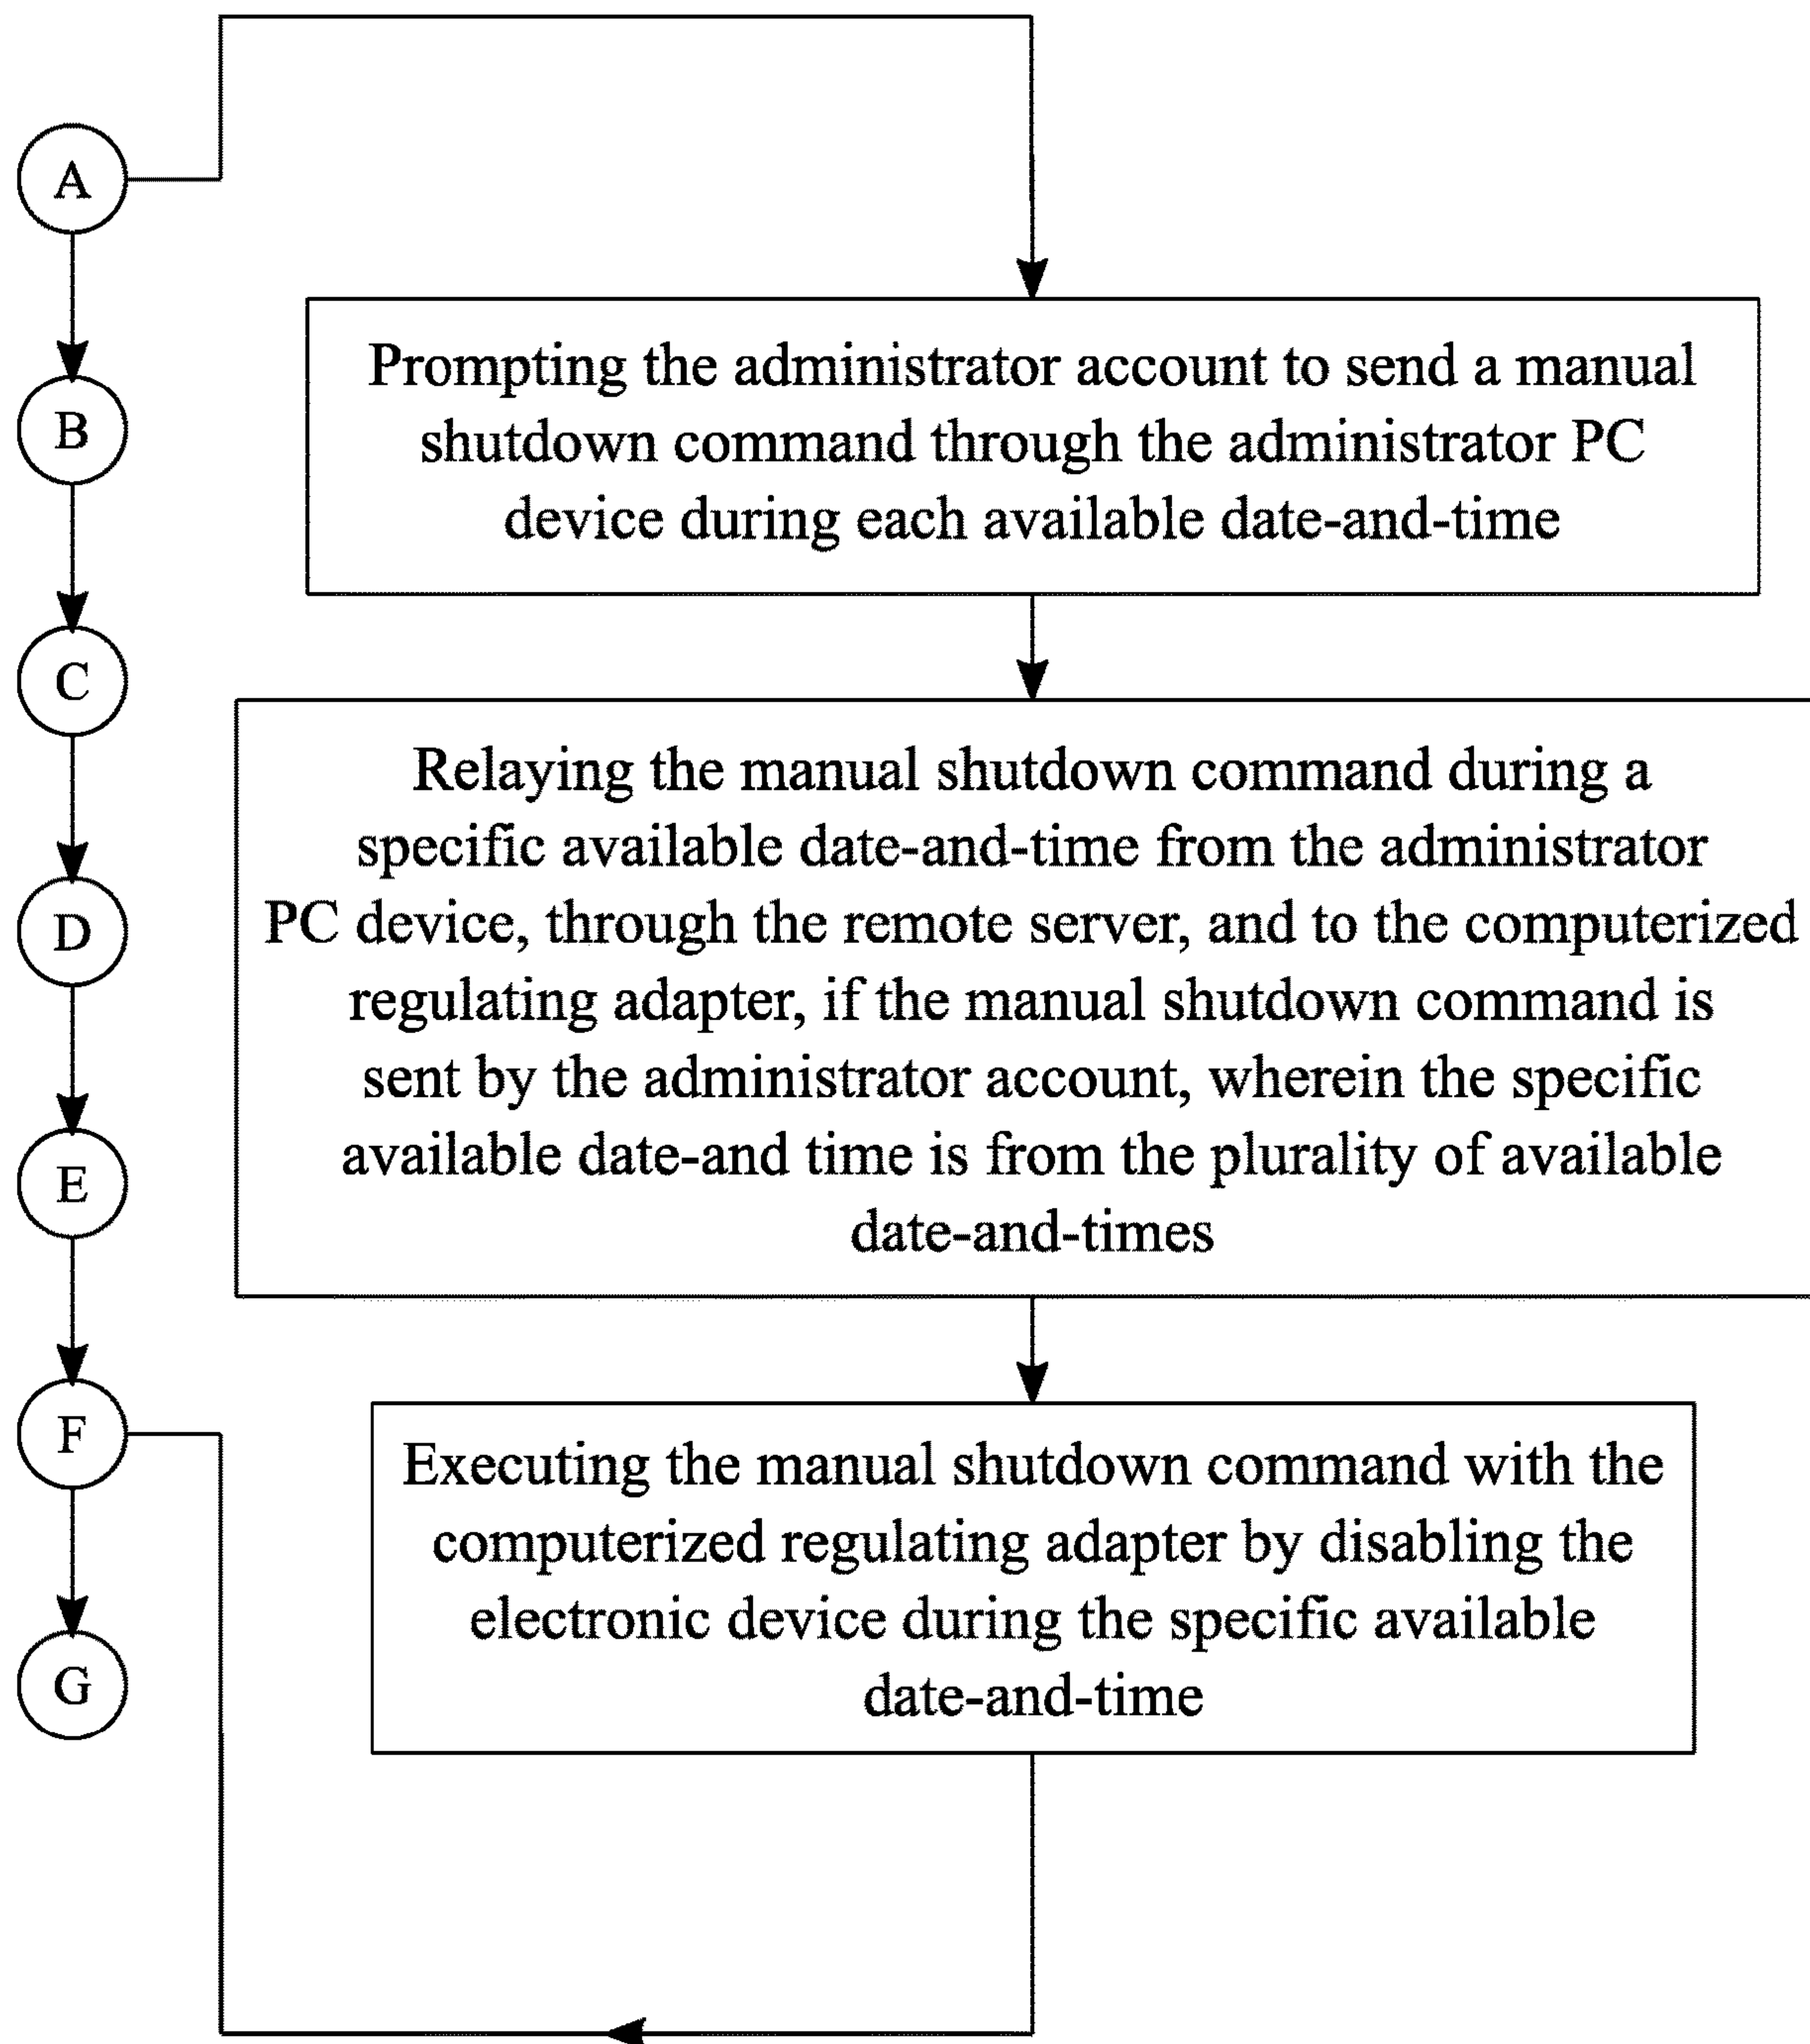 A
B
C
D
E
F
G
Prompting the administrator account to send a manual
shutdown command through the administrator PC
device during each available date-and-time
Relaying the manual shutdown command during a
specific available date-and-time from the administrator
PC device, through the remote server, and to the computerized
regulating adapter, if the manual shutdown command is
sent by the administrator account, wherein the specific
available date-and time is from the plurality of available
date-and-times
Executing the manual shutdown command with the
computerized regulating adapter by disabling the
electronic device during the specific available
date-and-time